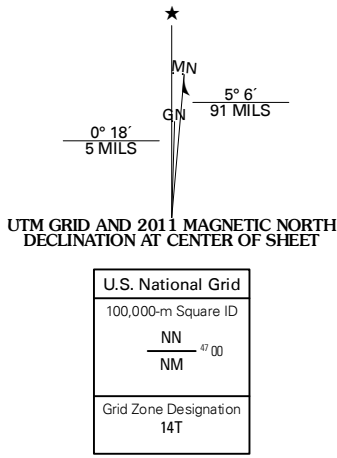 MN
5° 6´
91 MILS
GN
0° 18´
5 MILS
UTM GRID AND 2011 MAGNETIC NORTH
DECLINATION AT CENTER OF SHEET
U.S. National Grid
100,000-m Square ID
NN
47 00
NM
Grid Zone Designation
14T